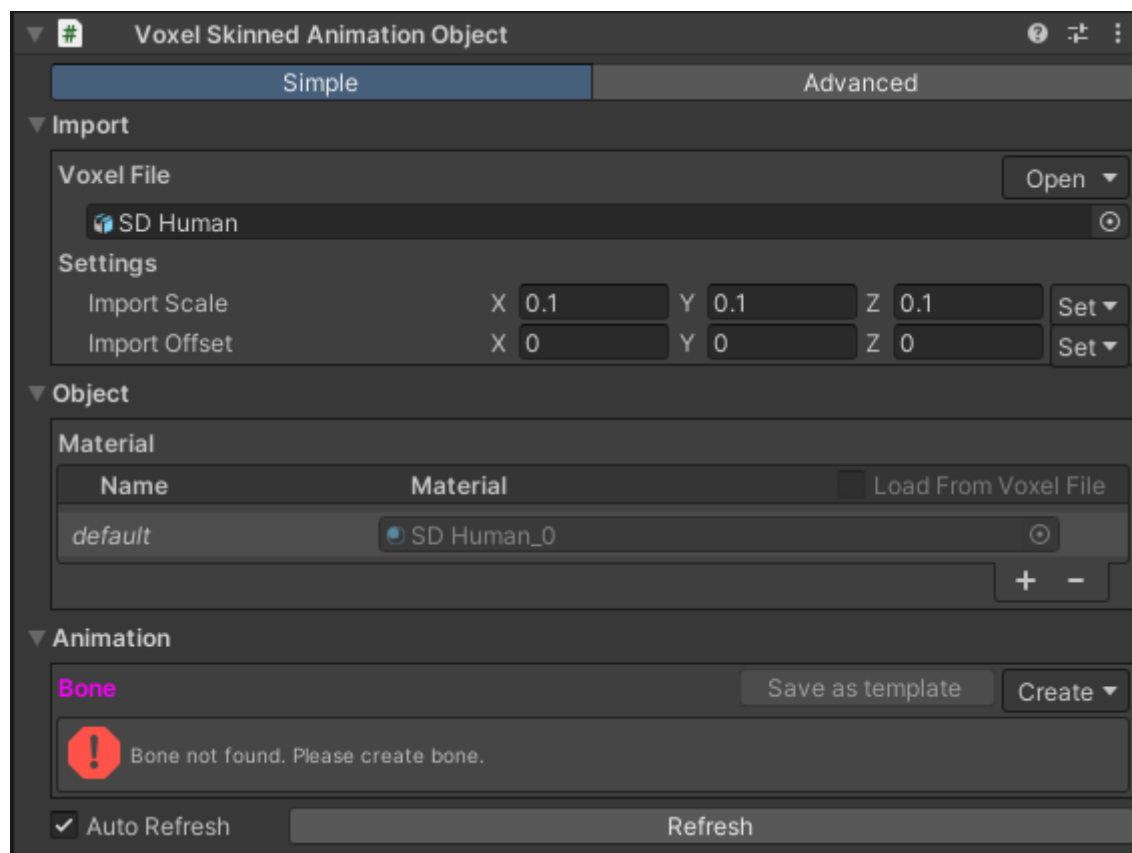 # Voxel Skinned Animation Object
Simple Advanced
Import
Voxel File Open
SD Human
Settings
Import Scale X 0.1 Y 0.1 Z 0.1 Set
Import Offset X 0 Y 0 Z 0 Set
Object
Material
Name Material Load From Voxel File
default SD Human_0
+ -
Animation
Bone Save as template Create
! Bone not found. Please create bone.
Auto Refresh Refresh